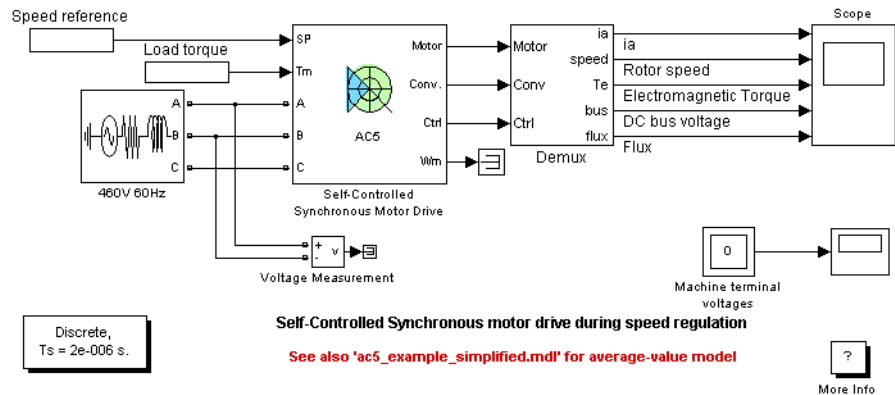 Speed reference
Load torque
SP
Tm
A
B
C
Motor
Conv.
Ctrl
Wm
AC5
Self-Controlled
Synchronous Motor Drive
A
B
C
460V 60Hz
Motor
Conv
Ctrl
ia
speed
Te
bus
flux
Demux
ia
Rotor speed
Electromagnetic Torque
DC bus voltage
Flux
Scope
+
-
v
Voltage Measurement
0
Machine terminal
voltages
Discrete,
Ts = 2e-006 s.
Self-Controlled Synchronous motor drive during speed regulation
See also 'ac5_example_simplified.mdl' for average-value model
?
More Info